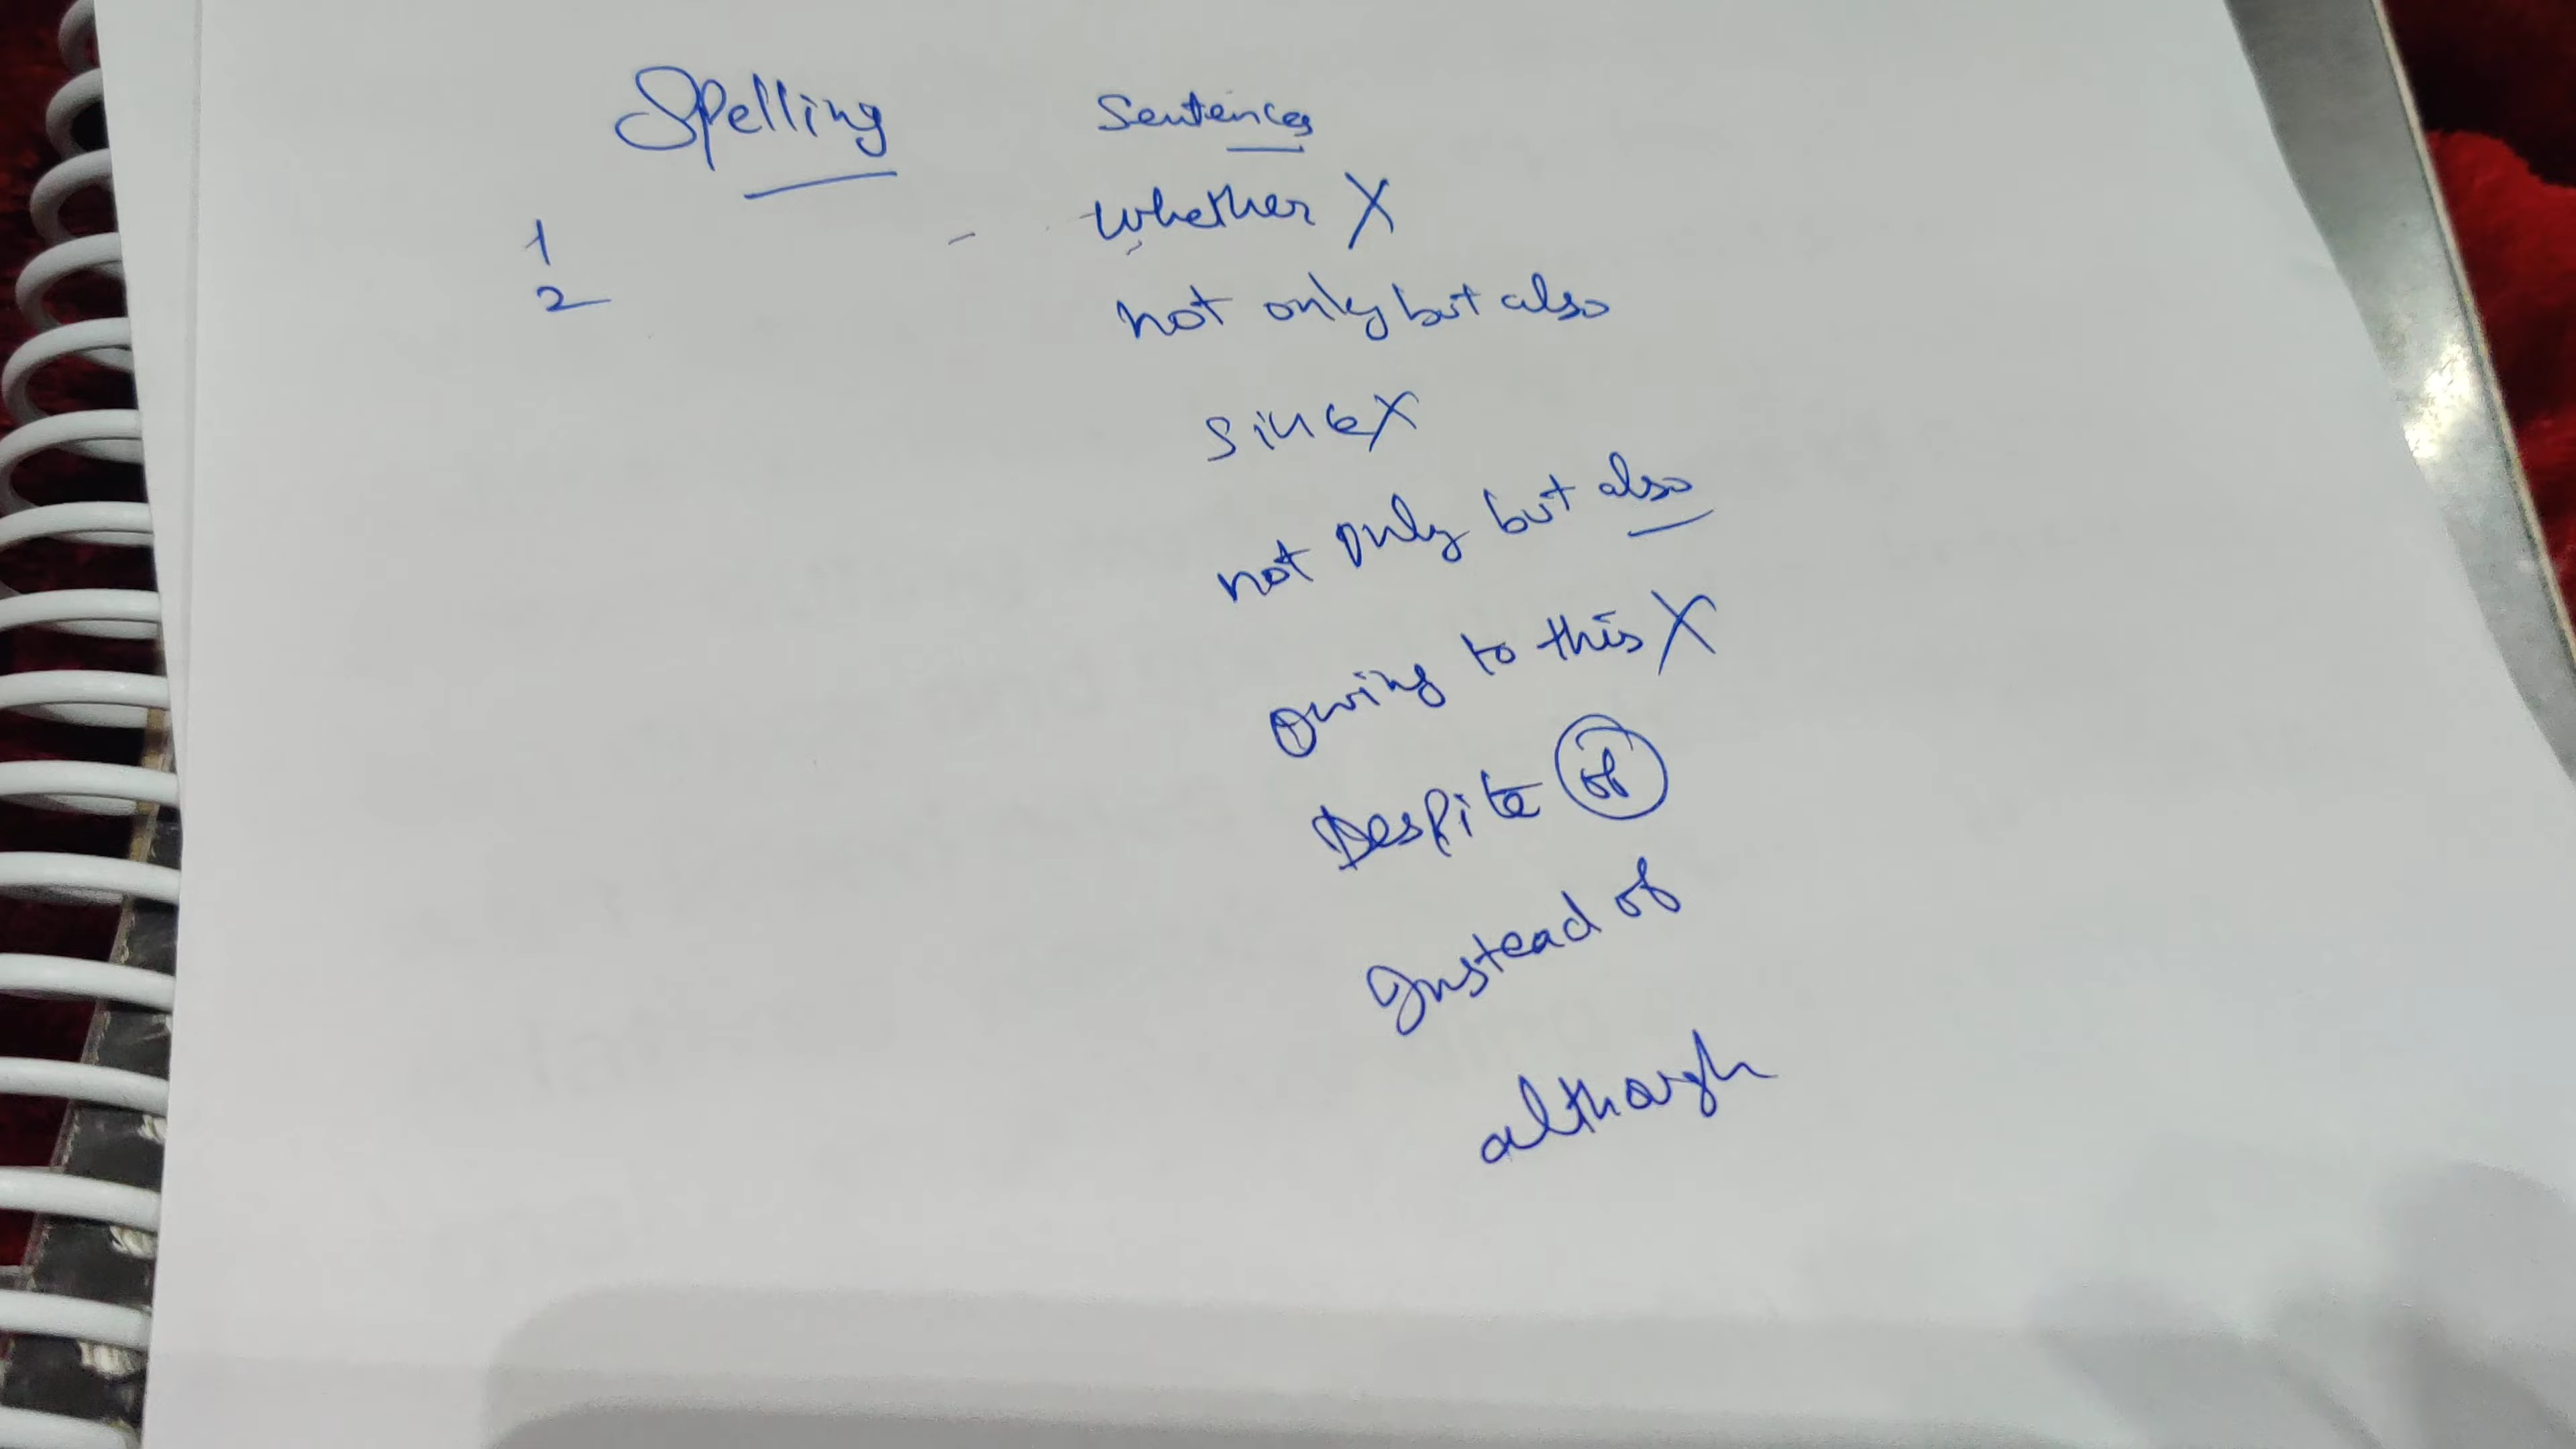 Spelling Sentences
1 - whether X
2 not only but also
since X
not only but also
owing to this X
Despite of
Instead of
although